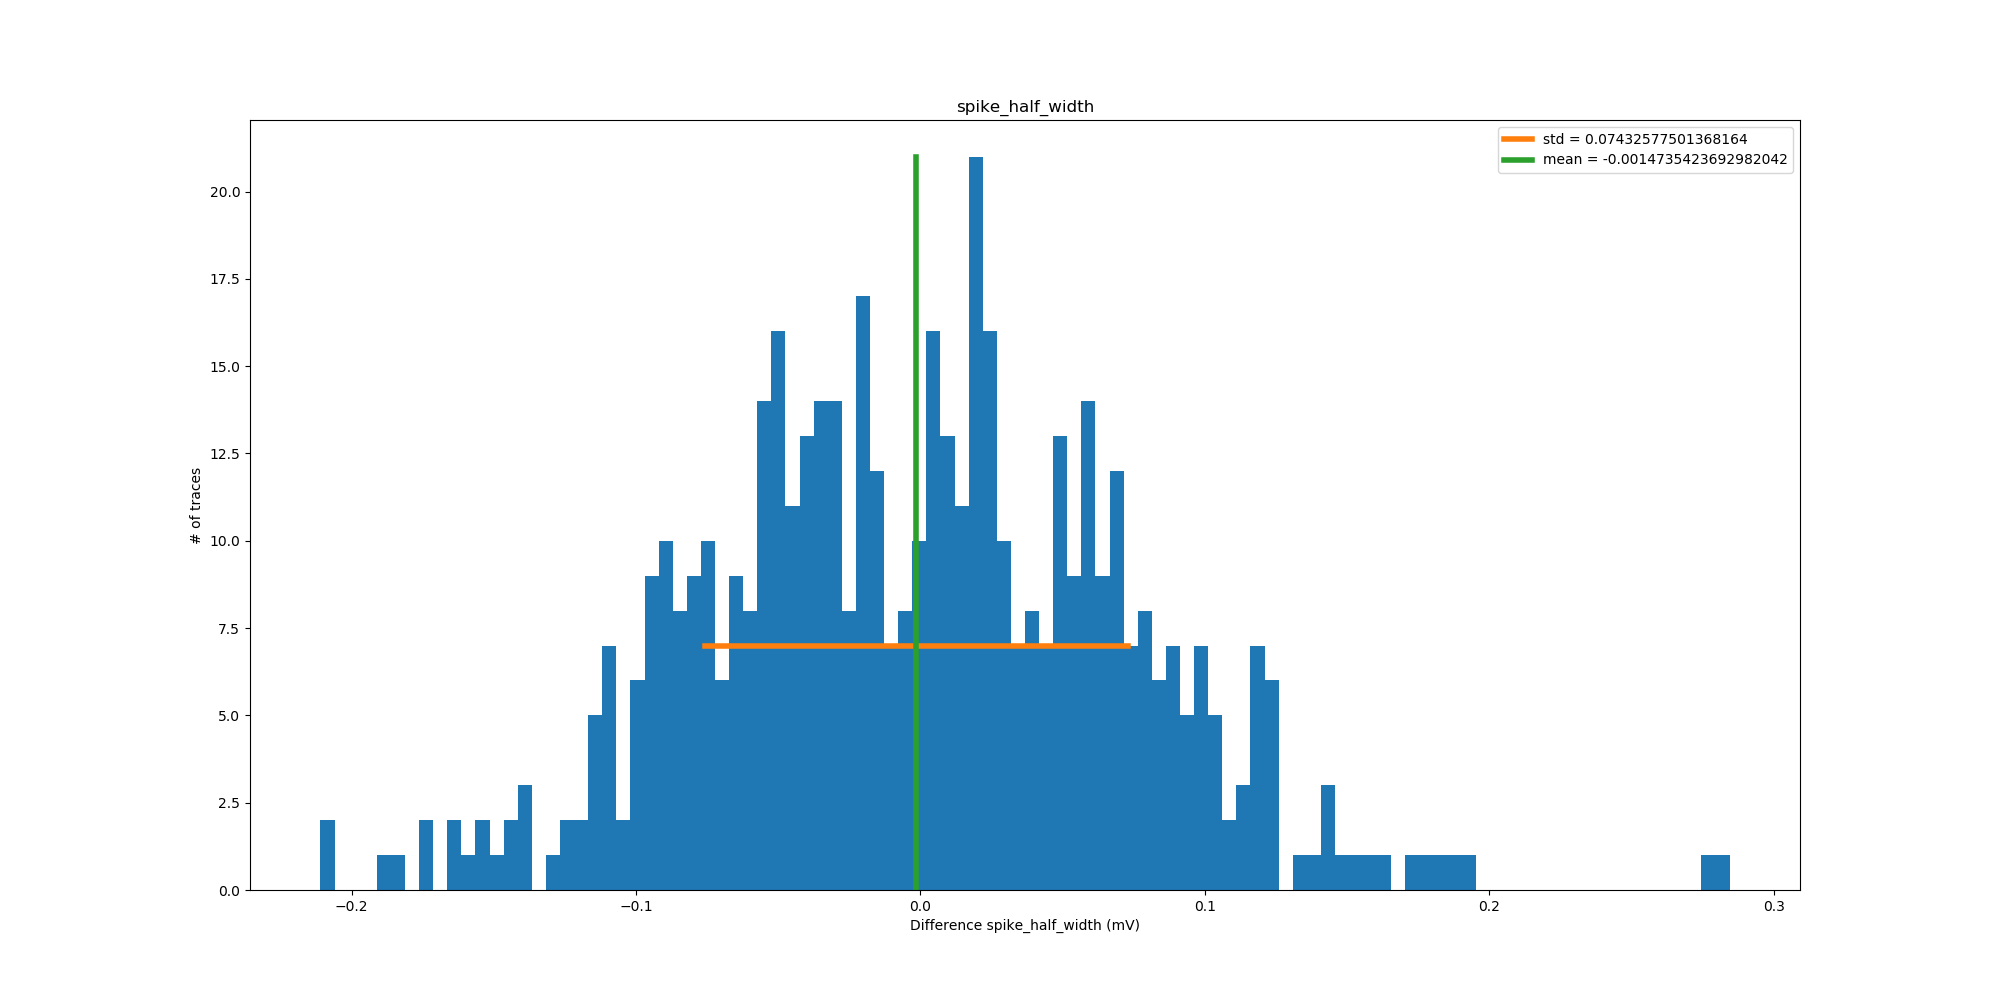 spike_half_width
std = 0.07432577501368164
mean = -0.0014735423692982042
20.0
17.5
15.0
12.5
10.0
7.5
5.0
2.5
0.0
# of traces
−0.2 −0.1 0.0 0.1 0.2 0.3
Difference spike_half_width (mV)